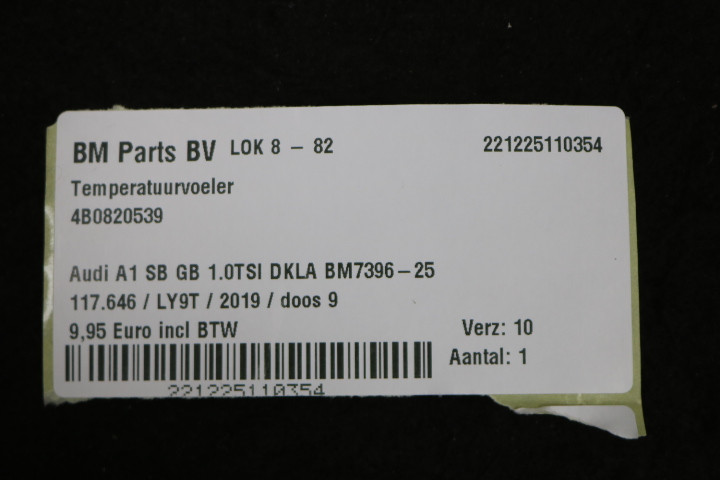 BM Parts BV LOK 8 - 82 221225110354
Temperatuurvoeler
4B0820539
Audi A1 SB GB 1.0TSI DKLA BM7396-25
117.646 / LY9T / 2019 / doos 9
9,95 Euro incl BTW Verz: 10
Aantal: 1
221225110354